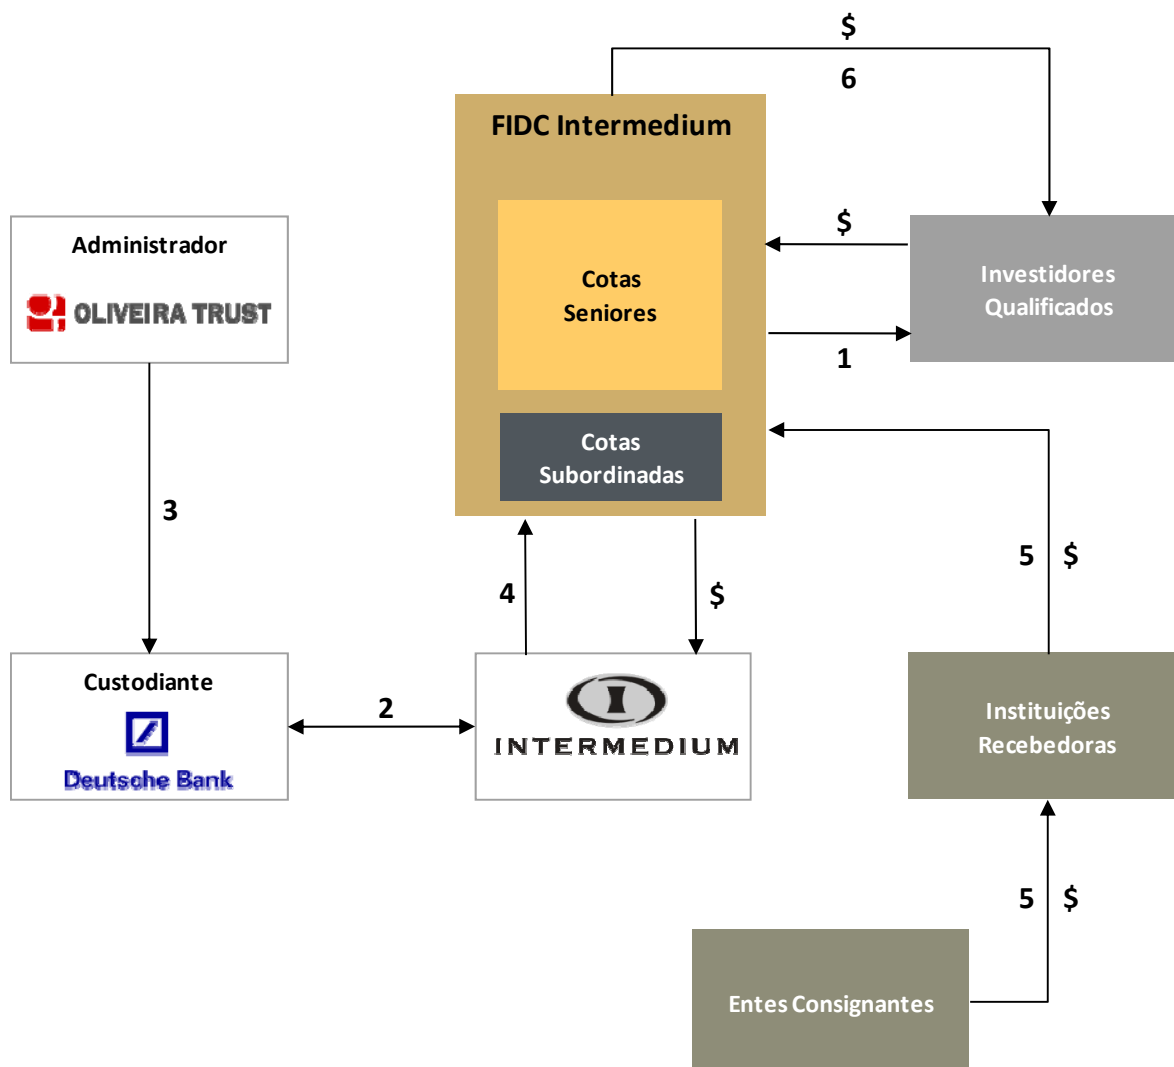 $
6
FIDC Intermedium
Administrador
OLIVEIRA TRUST
Cotas
Seniores
$
1
Investidores
Qualificados
Cotas
Subordinadas
3
4
$
5 $
Custodiante
Deutsche Bank
2
INTERMEDIUM
Instituições
Recebedoras
5 $
Entes Consignantes